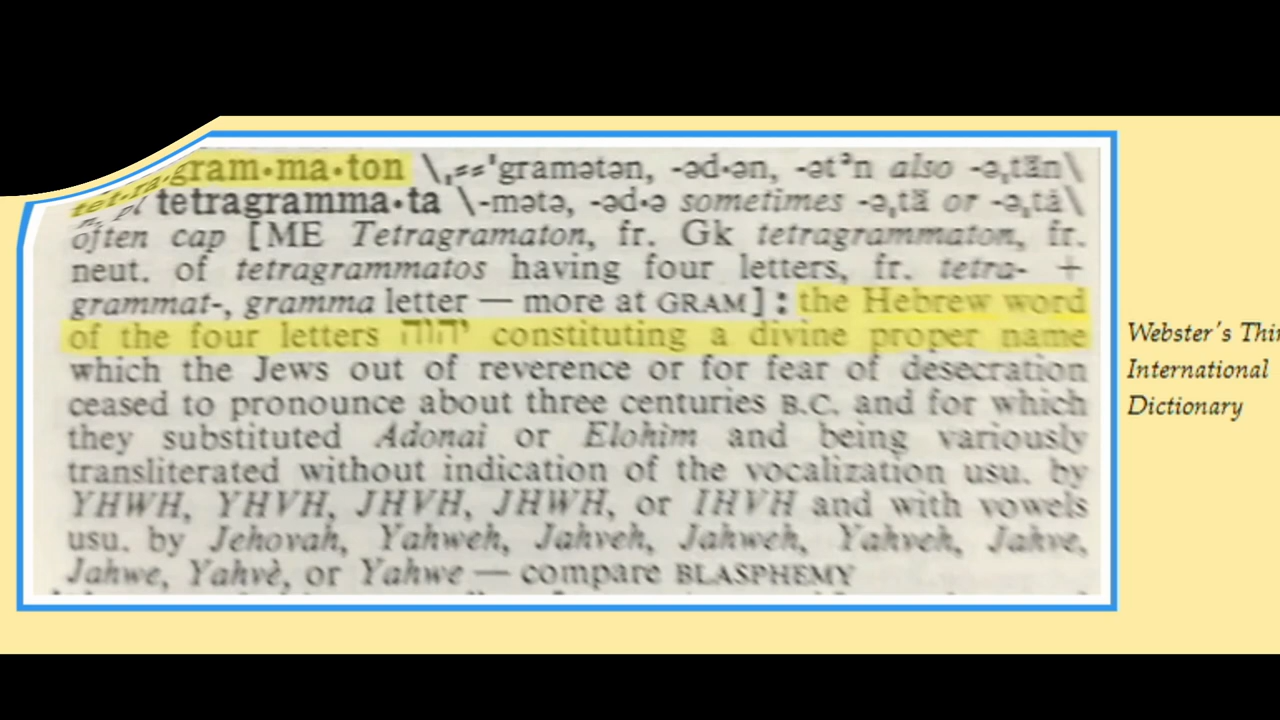 tet·ra·gram·ma·ton \ˌ⸗⸗ˈgramətən, -əd·ən, -ətᵊn also -əˌtän\
n, pl tetragramma·ta \-mətə, -əd·ə sometimes -əˌtä or -əˌtȧ\
often cap [ME Tetragramaton, fr. Gk tetragrammaton, fr.
neut. of tetragrammatos having four letters, fr. tetra- +
grammat-, gramma letter — more at GRAM] : the Hebrew word
of the four letters יהוה constituting a divine proper name
which the Jews out of reverence or for fear of desecration
ceased to pronounce about three centuries B.C. and for which
they substituted Adonai or Elohim and being variously
transliterated without indication of the vocalization usu. by
YHWH, YHVH, JHVH, JHWH, or IHVH and with vowels
usu. by Jehovah, Yahweh, Jahveh, Jahweh, Yahveh, Jahve,
Jahwe, Yahvè, or Yahwe — compare BLASPHEMY
Webster's Thi
International
Dictionary